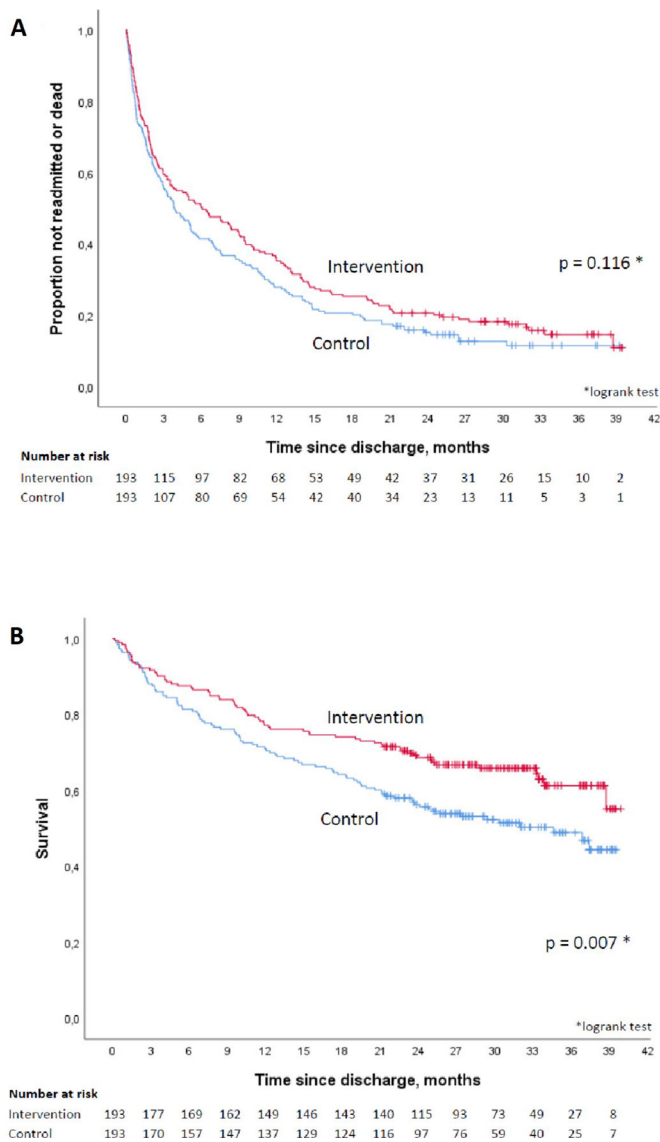 A
Proportion not readmitted or dead
1,0
0,8
0,6
0,4
0,2
0,0
Intervention
Control
p = 0.116 *
*logrank test
0 3 6 9 12 15 18 21 24 27 30 33 36 39 42
Time since discharge, months
Number at risk
Intervention 193 115 97 82 68 53 49 42 37 31 26 15 10 2
Control 193 107 80 69 54 42 40 34 23 13 11 5 3 1
B
Survival
1,0
0,8
0,6
0,4
0,2
0,0
Intervention
Control
p = 0.007 *
*logrank test
0 3 6 9 12 15 18 21 24 27 30 33 36 39 42
Time since discharge, months
Number at risk
Intervention 193 177 169 162 149 146 143 140 115 93 73 49 27 8
Control 193 170 157 147 137 129 124 116 97 76 59 40 25 7